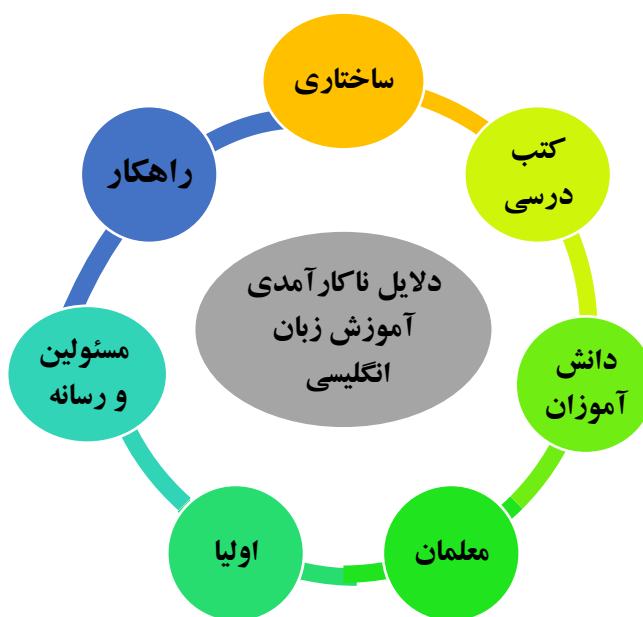 ساختاری
کتب
درسی
دانش
آموزان
معلمان
اولیا
مسئولین
و رسانه
راهکار
دلایل ناکارآمدی
آموزش زبان
انگلیسی